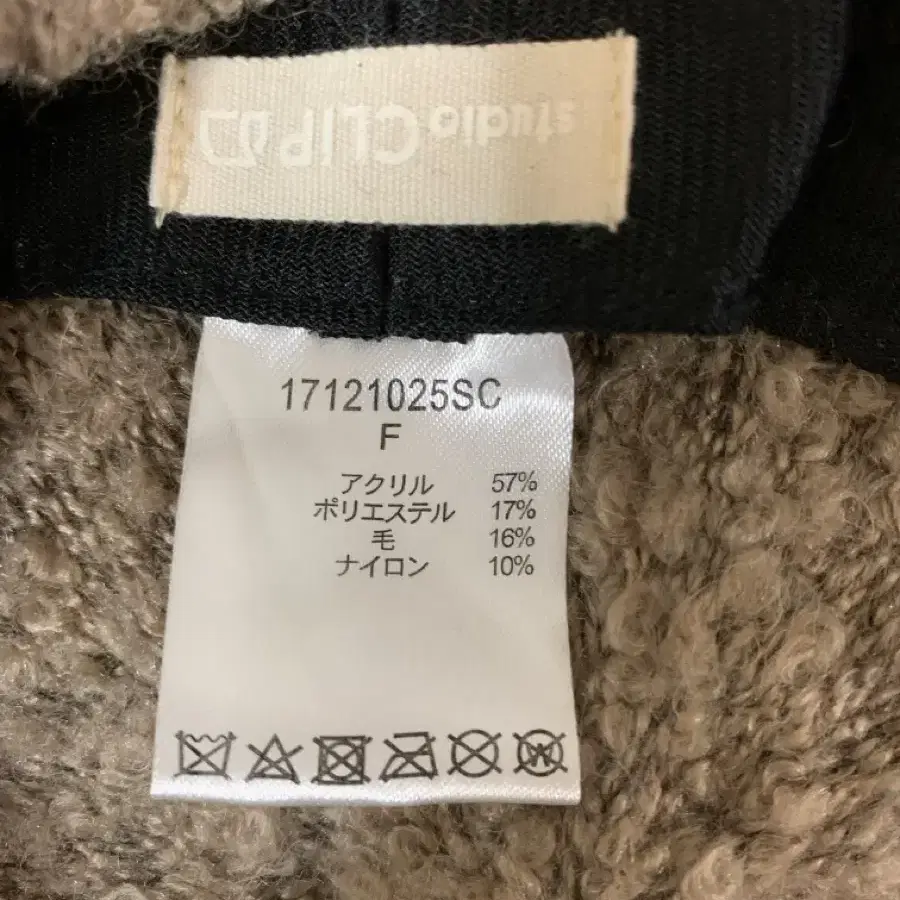 studio CLIP
17121025SC
F
アクリル 57%
ポリエステル 17%
毛 16%
ナイロン 10%
W